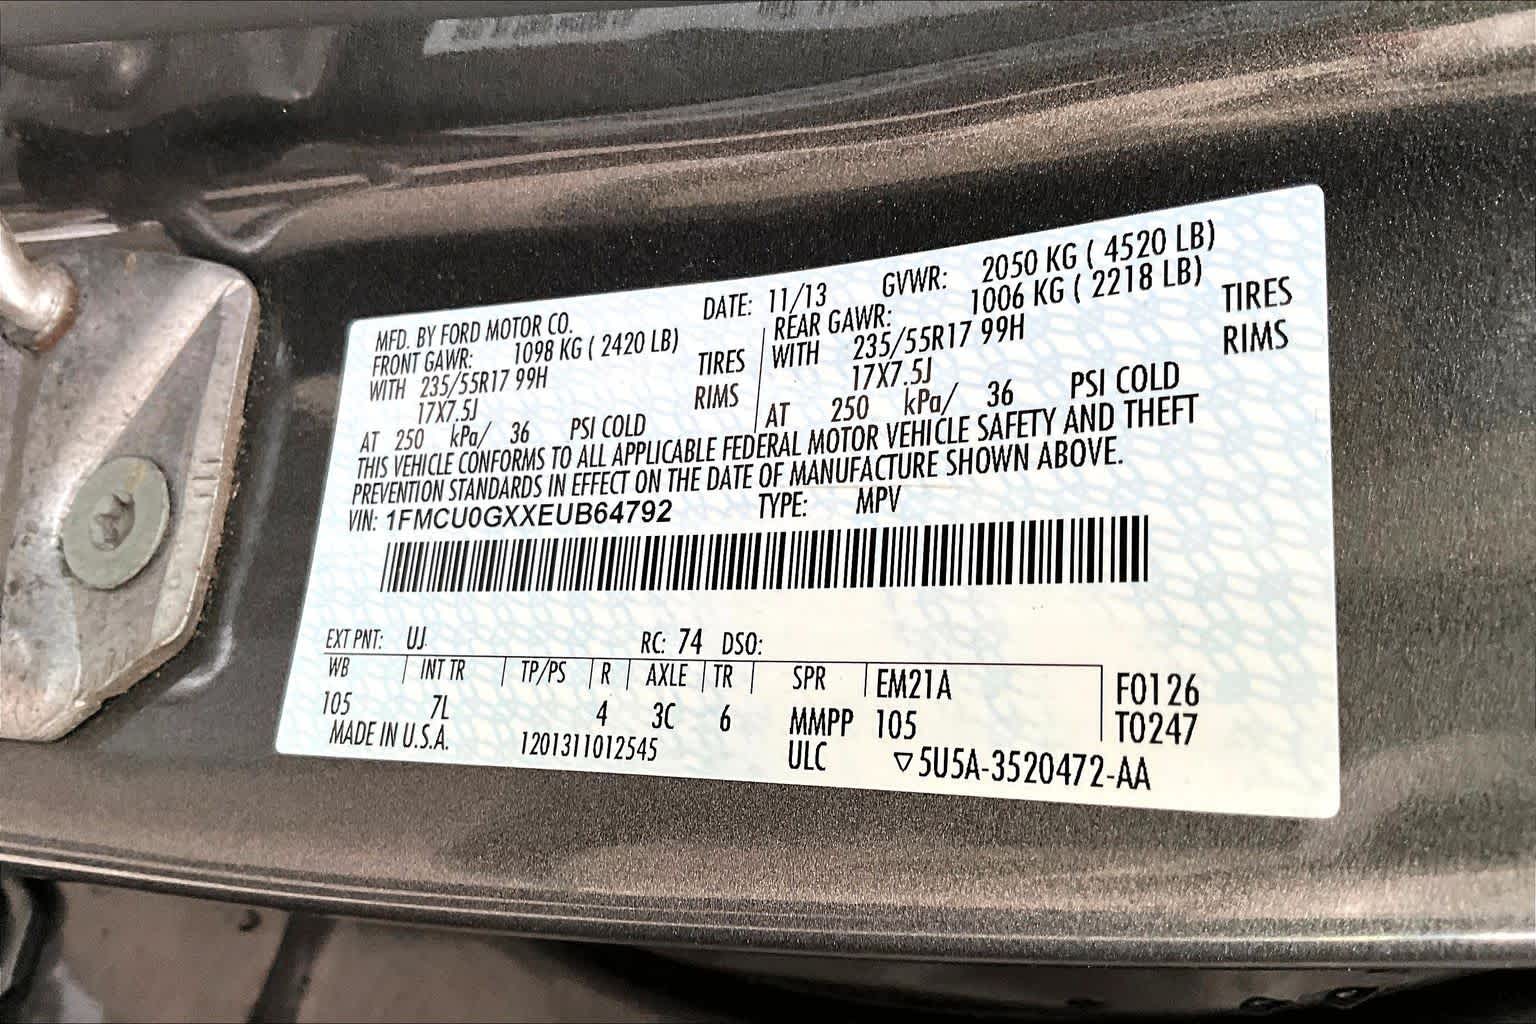 MFD. BY FORD MOTOR CO. DATE: 11/13 GVWR: 2050 KG ( 4520 LB)
FRONT GAWR: 1098 KG ( 2420 LB) REAR GAWR: 1006 KG ( 2218 LB)
WITH 235/55R17 99H TIRES WITH 235/55R17 99H TIRES
17X7.5J RIMS 17X7.5J RIMS
AT 250 kPa/ 36 PSI COLD AT 250 kPa/ 36 PSI COLD
THIS VEHICLE CONFORMS TO ALL APPLICABLE FEDERAL MOTOR VEHICLE SAFETY AND THEFT
PREVENTION STANDARDS IN EFFECT ON THE DATE OF MANUFACTURE SHOWN ABOVE.
VIN: 1FMCU0GXXEUB64792 TYPE: MPV
EXT PNT: UJ RC: 74 DSO:
WB INT TR TP/PS R AXLE TR SPR EM21A F0126
105 7L 4 3C 6 MMPP 105 T0247
MADE IN U.S.A. 1201311012545 ULC ▽5U5A-3520472-AA